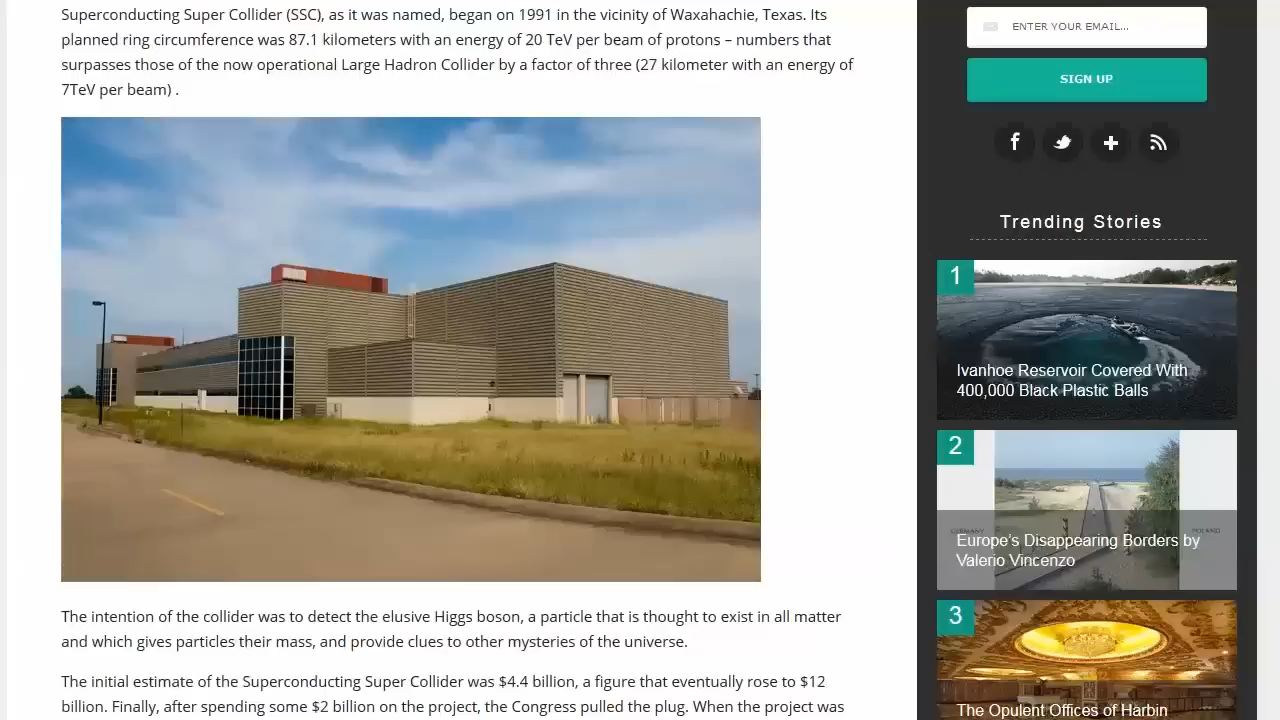 Superconducting Super Collider (SSC), as it was named, began on 1991 in the vicinity of Waxahachie, Texas. Its
planned ring circumference was 87.1 kilometers with an energy of 20 TeV per beam of protons – numbers that
surpasses those of the now operational Large Hadron Collider by a factor of three (27 kilometer with an energy of
7TeV per beam) .
The intention of the collider was to detect the elusive Higgs boson, a particle that is thought to exist in all matter
and which gives particles their mass, and provide clues to other mysteries of the universe.
The initial estimate of the Superconducting Super Collider was $4.4 billion, a figure that eventually rose to $12
billion. Finally, after spending some $2 billion on the project, the Congress pulled the plug. When the project was
ENTER YOUR EMAIL...
SIGN UP
Trending Stories
1
Ivanhoe Reservoir Covered With
400,000 Black Plastic Balls
2
GERMANY
POLAND
Europe's Disappearing Borders by
Valerio Vincenzo
3
The Opulent Offices of Harbin